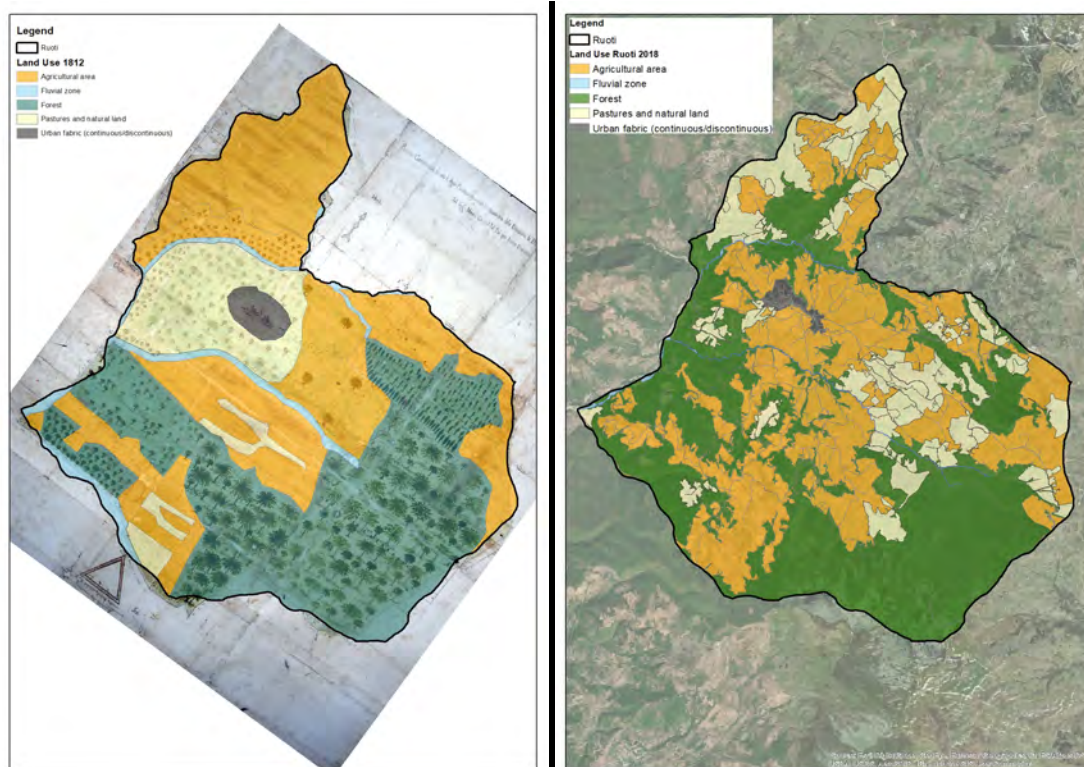 Legend
Ruoti
Land Use 1812
Agricultural area
Fluvial zone
Forest
Pastures and natural land
Urban fabric (continuous/discontinuous)
Legend
Ruoti
Land Use Ruoti 2018
Agricultural area
Fluvial zone
Forest
Pastures and natural land
Urban fabric (continuous/discontinuous)